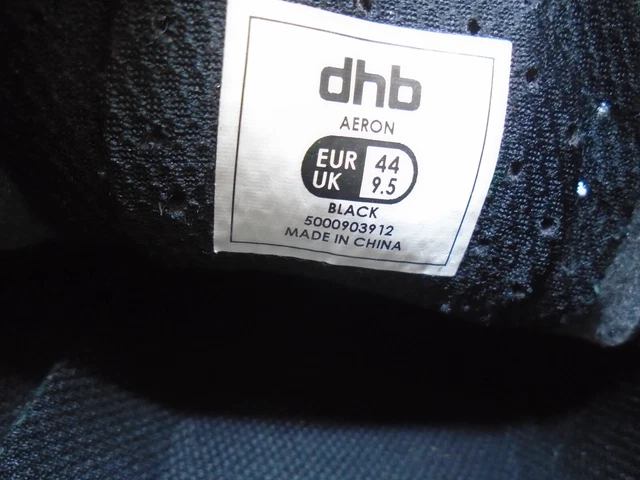 dhb
AERON
EUR 44
UK 9.5
BLACK
5000903912
MADE IN CHINA